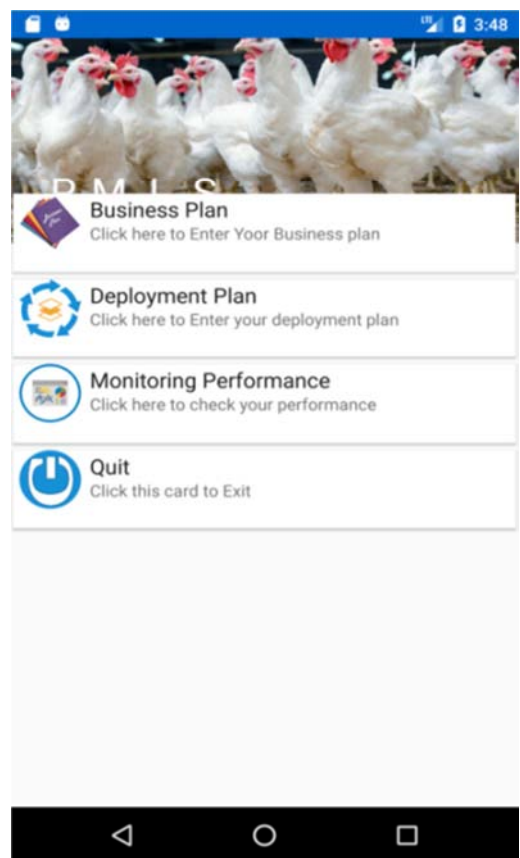 3:48
P M I S
Business Plan
Click here to Enter Yoor Business plan
Deployment Plan
Click here to Enter your deployment plan
Monitoring Performance
Click here to check your performance
Quit
Click this card to Exit